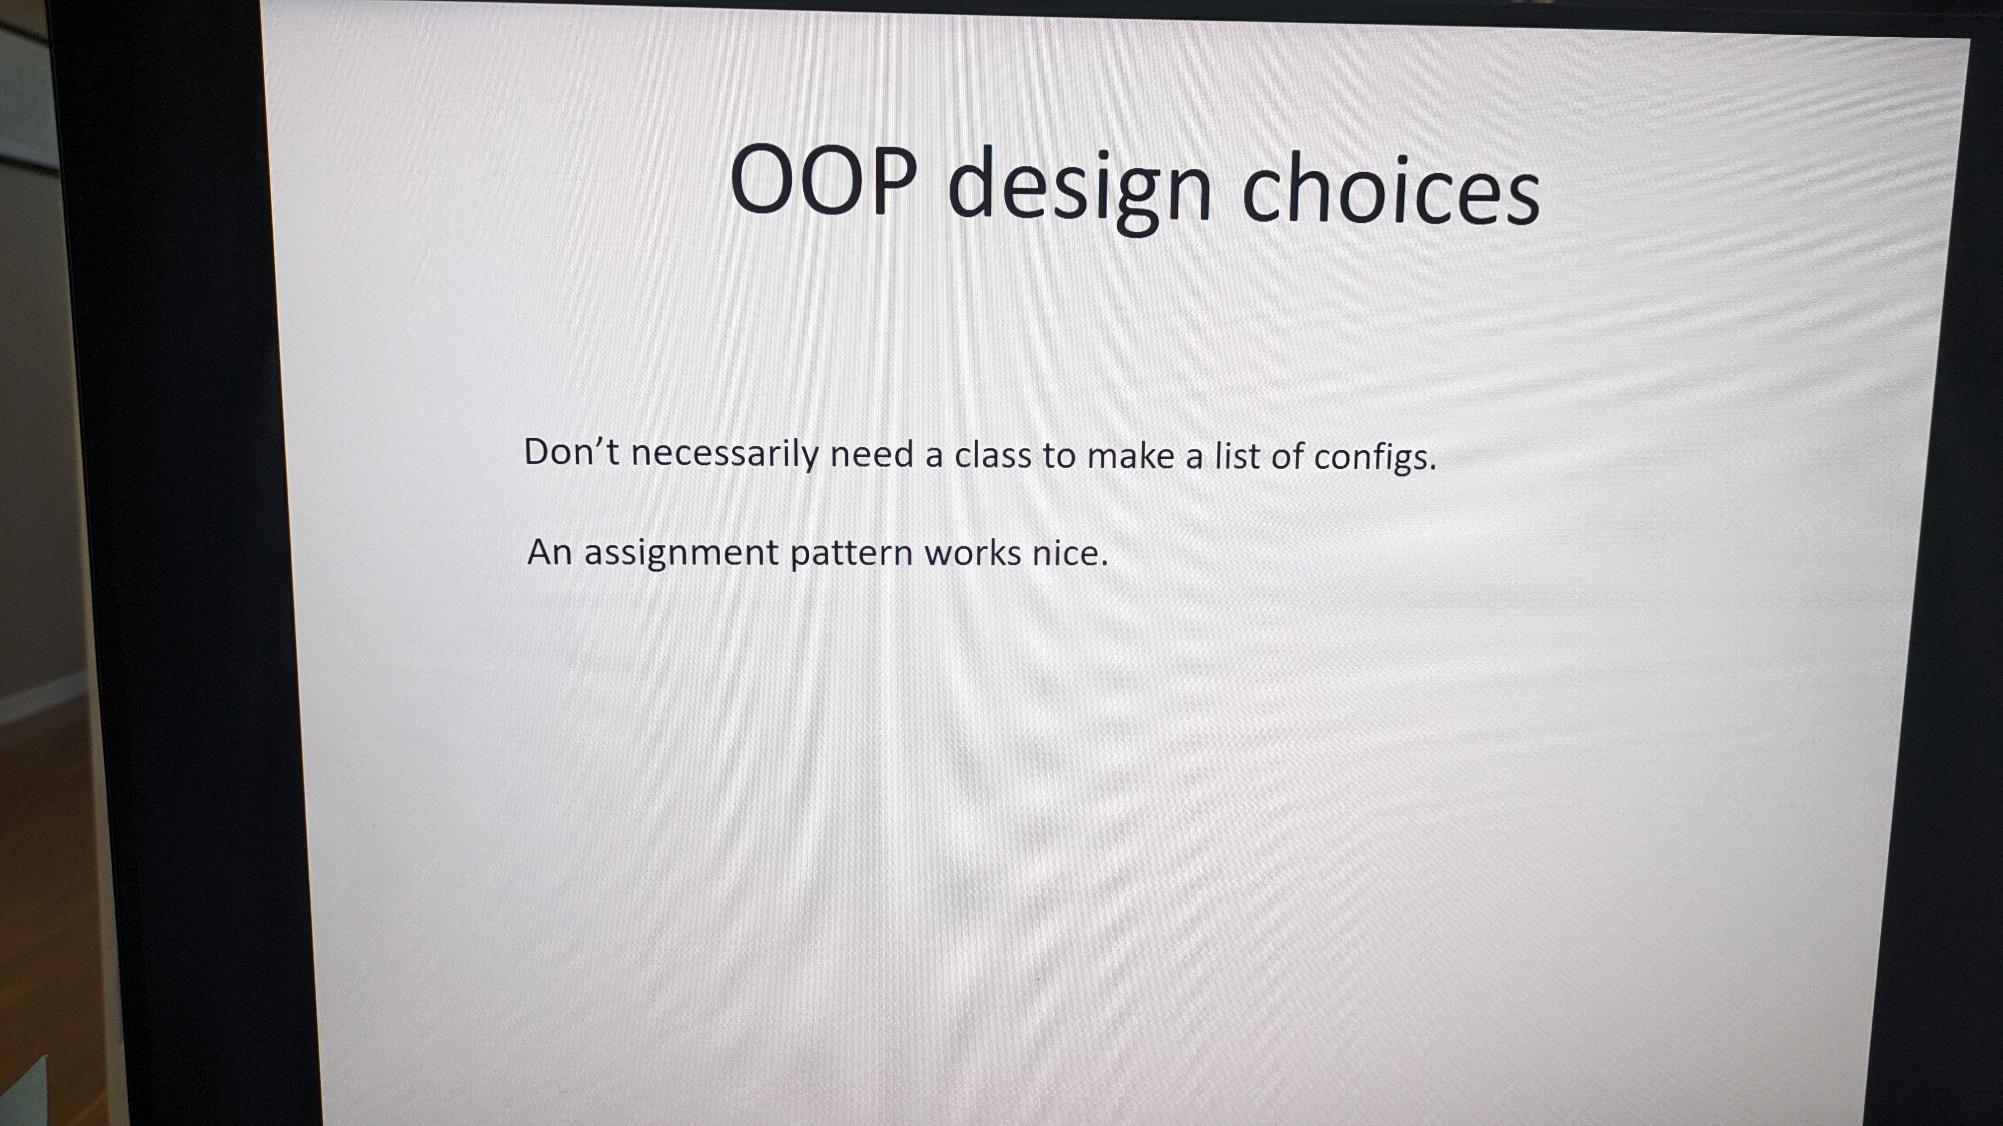 OOP design choices
Don’t necessarily need a class to make a list of configs.
An assignment pattern works nice.